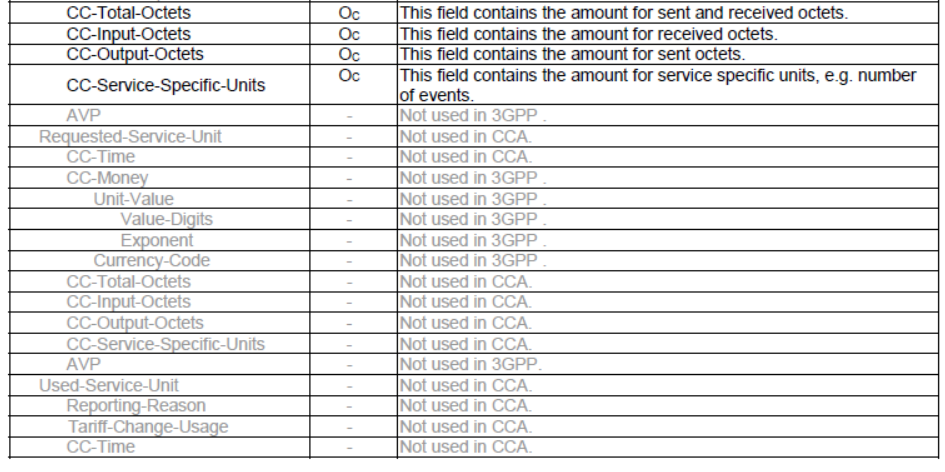 CC-Total-Octets OC This field contains the amount for sent and received octets.
CC-Input-Octets OC This field contains the amount for received octets.
CC-Output-Octets OC This field contains the amount for sent octets.
CC-Service-Specific-Units OC This field contains the amount for service specific units, e.g. number
of events.
AVP - Not used in 3GPP .
Requested-Service-Unit - Not used in CCA.
CC-Time - Not used in CCA.
CC-Money - Not used in 3GPP .
Unit-Value - Not used in 3GPP .
Value-Digits - Not used in 3GPP .
Exponent - Not used in 3GPP .
Currency-Code - Not used in 3GPP .
CC-Total-Octets - Not used in CCA.
CC-Input-Octets - Not used in CCA.
CC-Output-Octets - Not used in CCA.
CC-Service-Specific-Units - Not used in CCA.
AVP - Not used in 3GPP.
Used-Service-Unit - Not used in CCA.
Reporting-Reason - Not used in CCA.
Tariff-Change-Usage - Not used in CCA.
CC-Time - Not used in CCA.